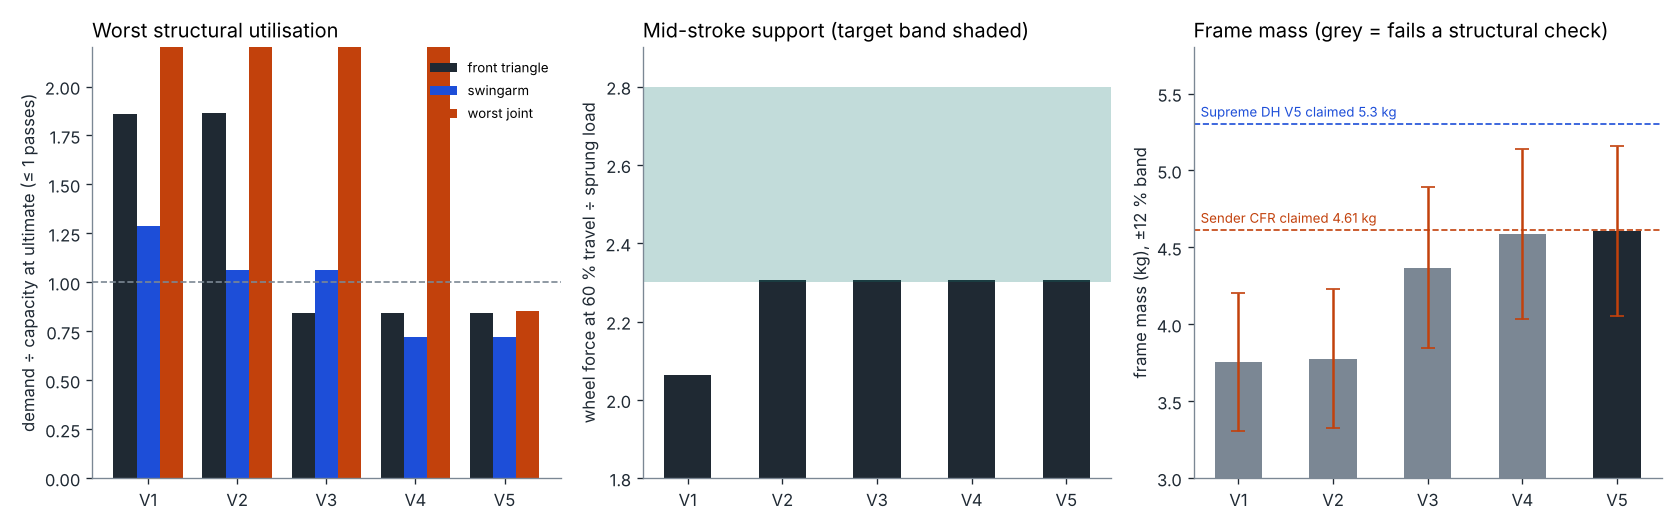 Worst structural utilisation
demand ÷ capacity at ultimate (≤ 1 passes)
2.00
1.75
1.50
1.25
1.00
0.75
0.50
0.25
0.00
front triangle
swingarm
worst joint
V1 V2 V3 V4 V5
Mid-stroke support (target band shaded)
wheel force at 60 % travel ÷ sprung load
2.8
2.6
2.4
2.2
2.0
1.8
V1 V2 V3 V4 V5
Frame mass (grey = fails a structural check)
frame mass (kg), ±12 % band
5.5
5.0
4.5
4.0
3.5
3.0
Supreme DH V5 claimed 5.3 kg
Sender CFR claimed 4.61 kg
V1 V2 V3 V4 V5